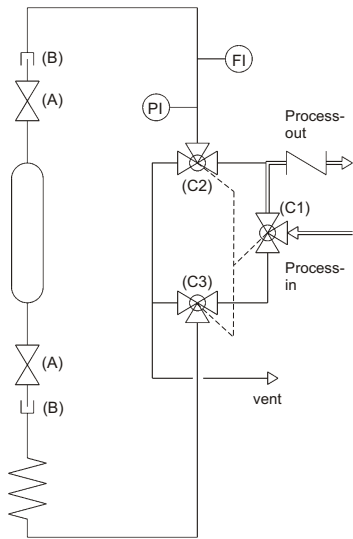 (B)
FI
(A)
PI
Process-
out
(C2)
(C1)
(C3)
Process-
in
(A)
(B)
vent